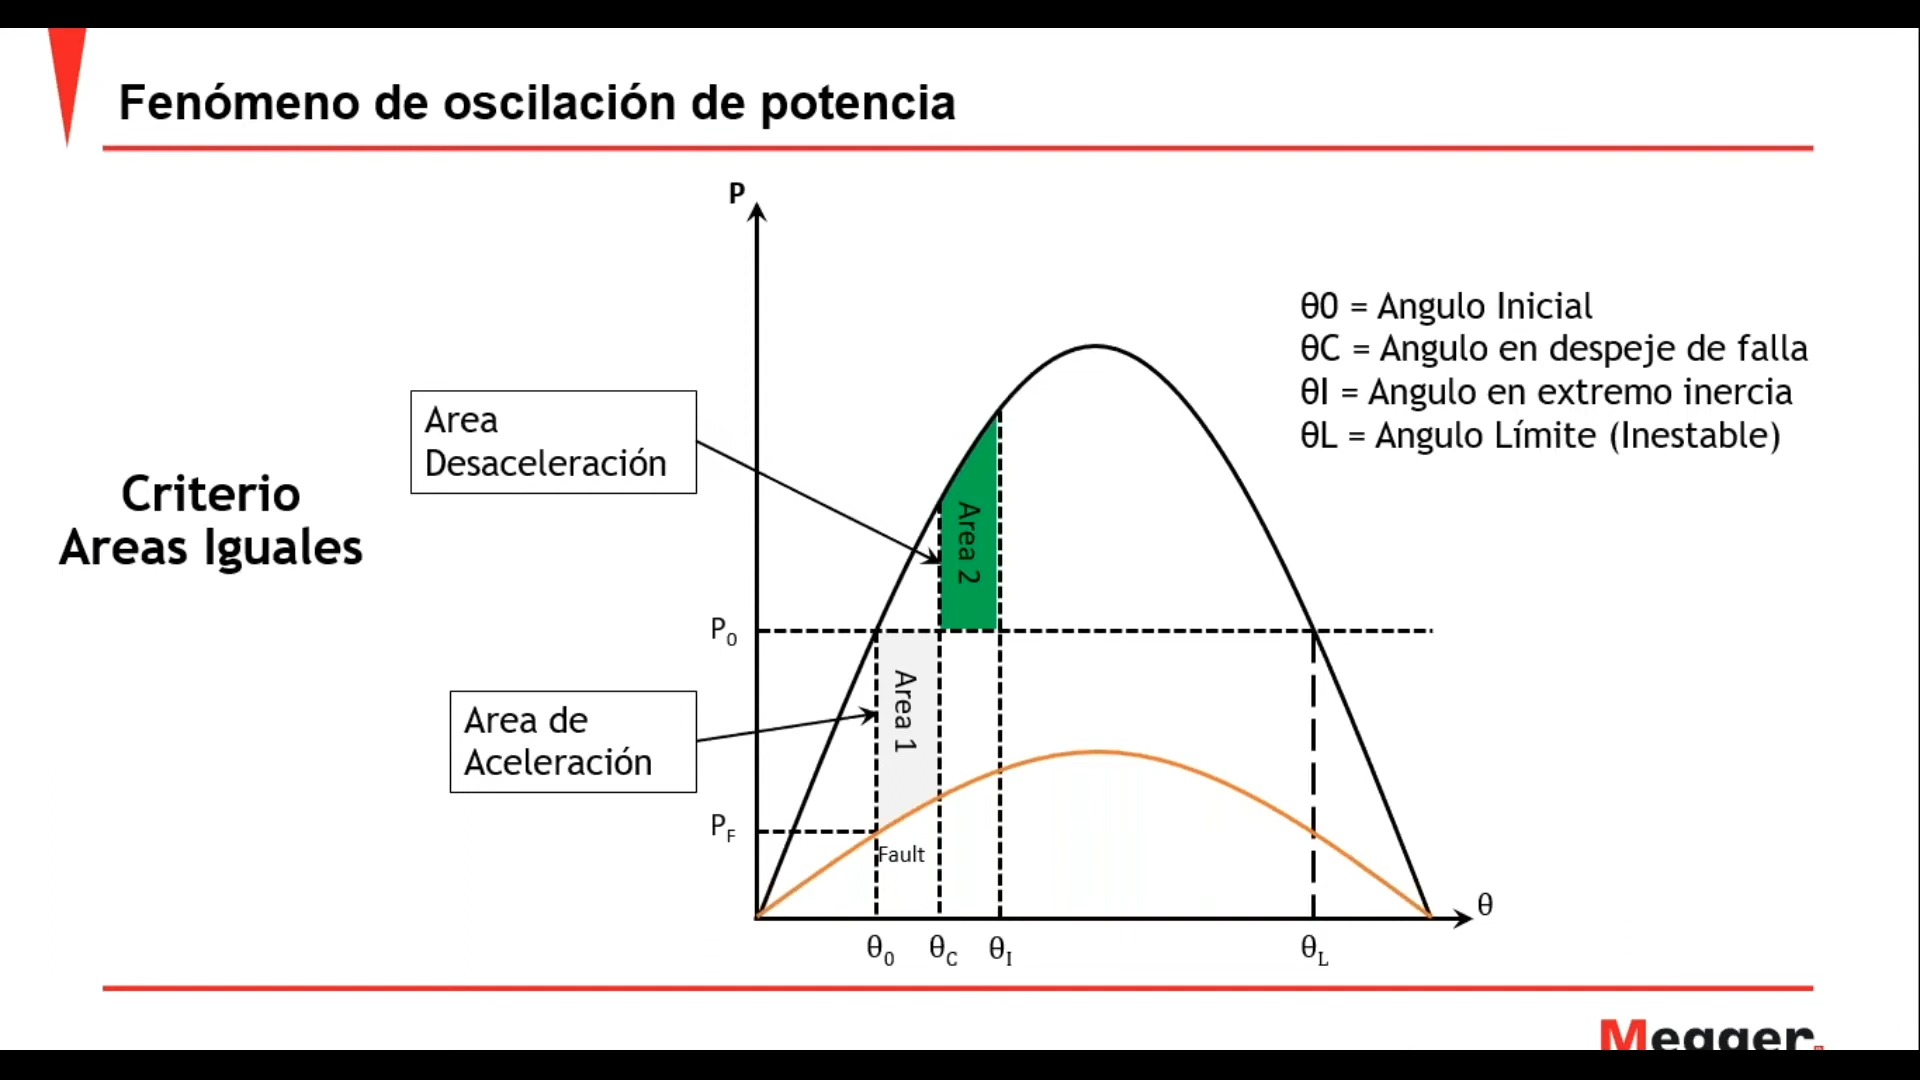 Fenómeno de oscilación de potencia
P
θ0 = Angulo Inicial
θC = Angulo en despeje de falla
θI = Angulo en extremo inercia
θL = Angulo Límite (Inestable)
Area
Desaceleración
Criterio
Areas Iguales
Area 2
P0
Area 1
Area de
Aceleración
PF
Fault
θ
θ0 θC θI θL
Megger